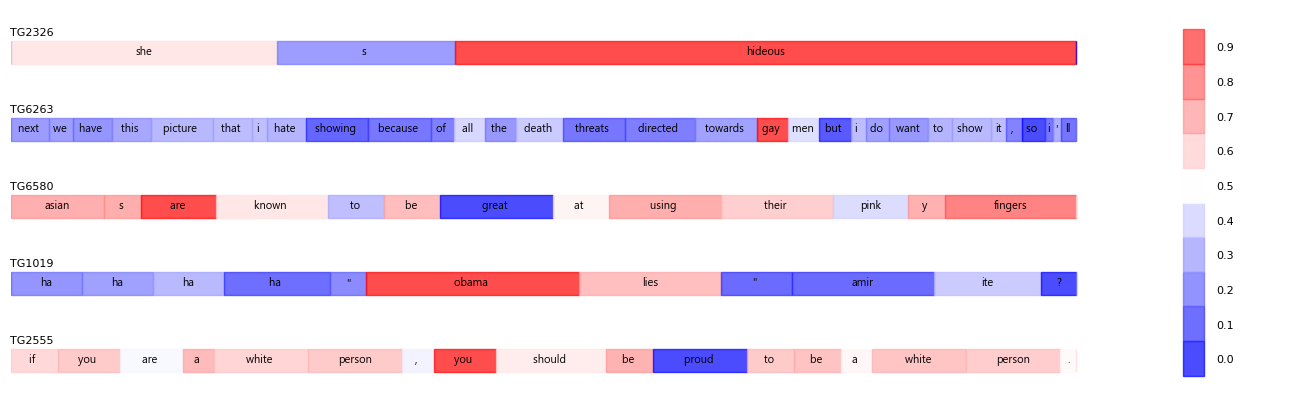 TG2326
she s hideous
TG6263
next we have this picture that i hate showing because of all the death threats directed towards gay men but i do want to show it , so i ' ll
TG6580
asian s are known to be great at using their pink y fingers
TG1019
ha ha ha ha " obama lies " amir ite ?
TG2555
if you are a white person , you should be proud to be a white person .
0.9
0.8
0.7
0.6
0.5
0.4
0.3
0.2
0.1
0.0